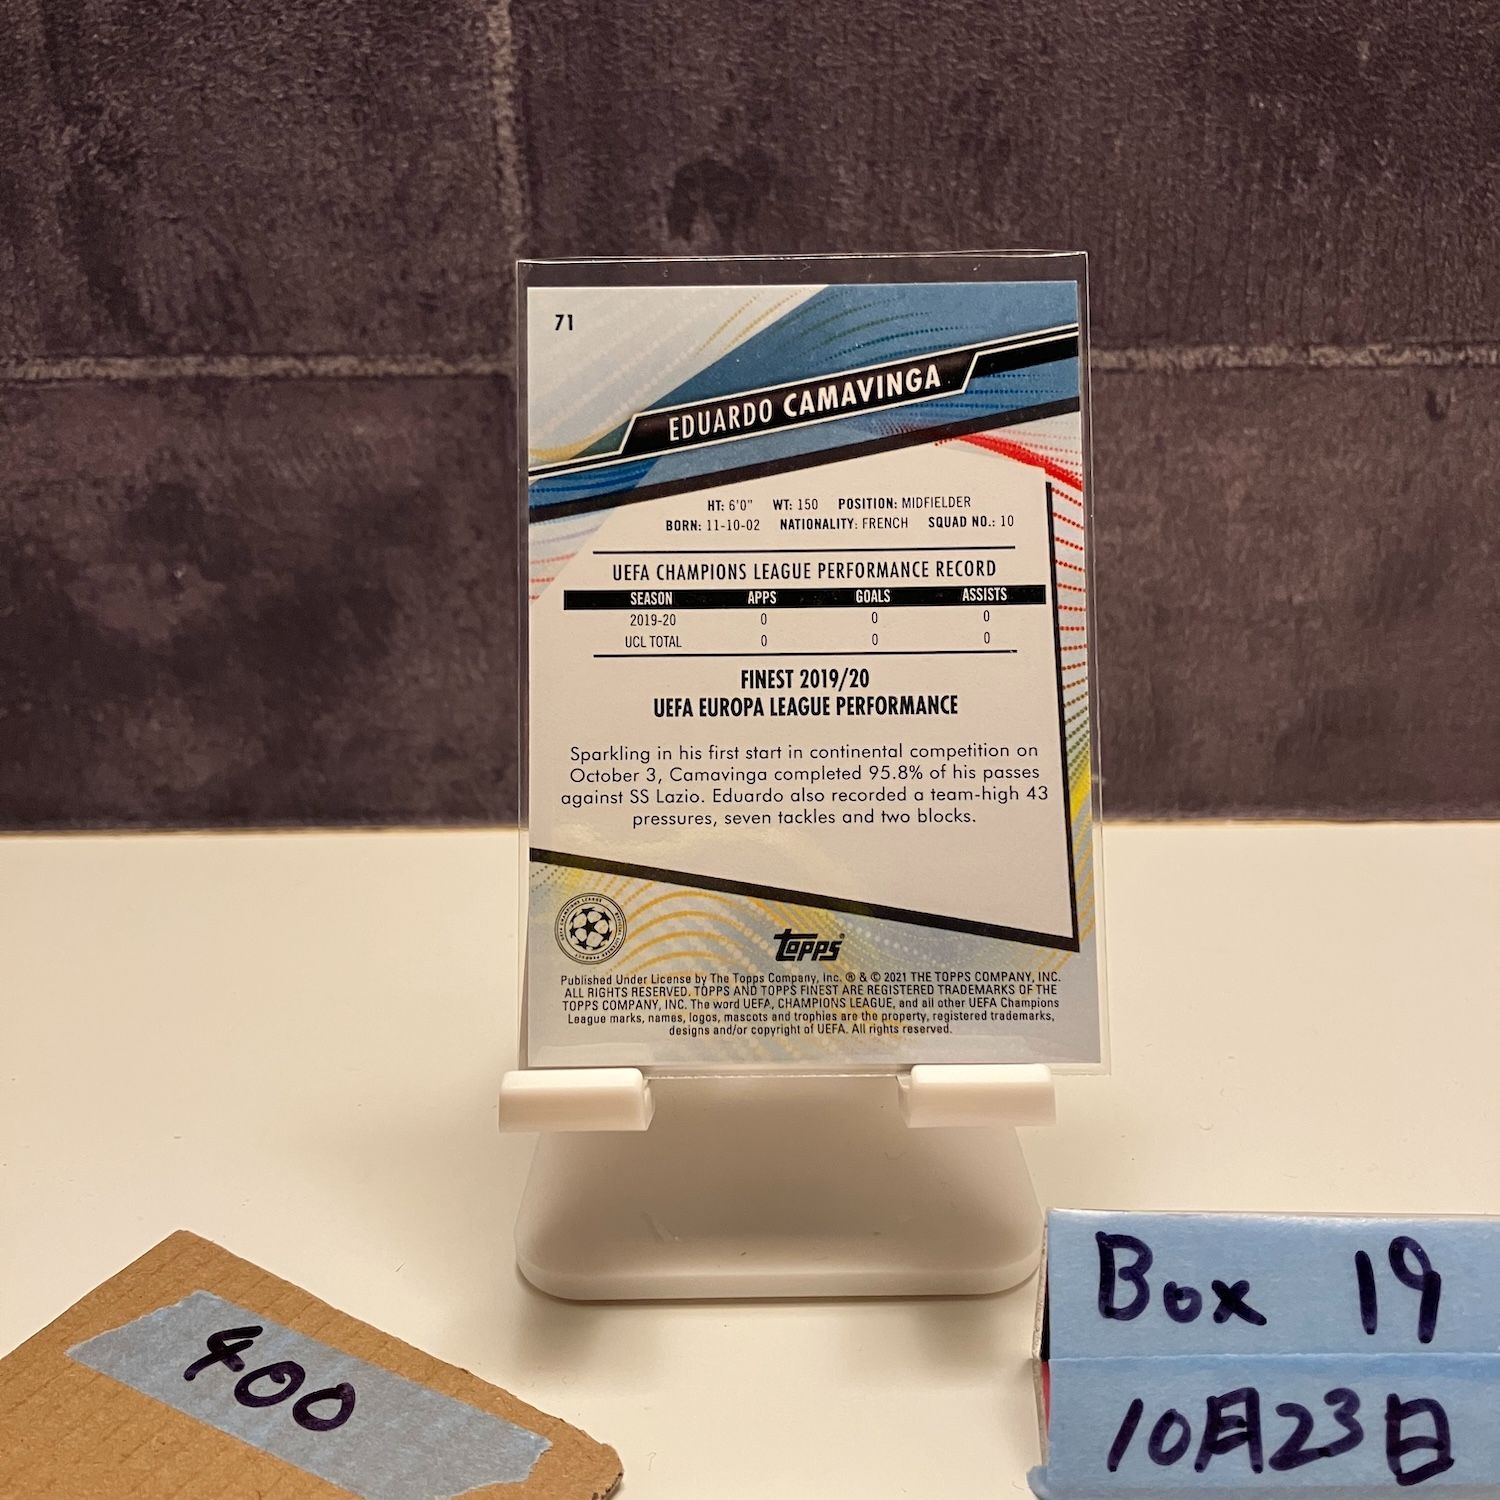 71
EDUARDO CAMAVINGA
HT: 6'0" WT: 150 POSITION: MIDFIELDER
BORN: 11-10-02 NATIONALITY: FRENCH SQUAD NO.: 10
UEFA CHAMPIONS LEAGUE PERFORMANCE RECORD
SEASON APPS GOALS ASSISTS
2019-20 0 0 0
UCL TOTAL 0 0 0
FINEST 2019/20
UEFA EUROPA LEAGUE PERFORMANCE
Sparkling in his first start in continental competition on
October 3, Camavinga completed 95.8% of his passes
against SS Lazio. Eduardo also recorded a team-high 43
pressures, seven tackles and two blocks.
topps®
Published Under License by The Topps Company, Inc. ® & © 2021 THE TOPPS COMPANY, INC.
ALL RIGHTS RESERVED. TOPPS AND TOPPS FINEST ARE REGISTERED TRADEMARKS OF THE
TOPPS COMPANY, INC. The word UEFA, CHAMPIONS LEAGUE, and all other UEFA Champions
League marks, names, logos, mascots and trophies are the property, registered trademarks,
designs and/or copyright of UEFA. All rights reserved.
400
Box 19
10月23日